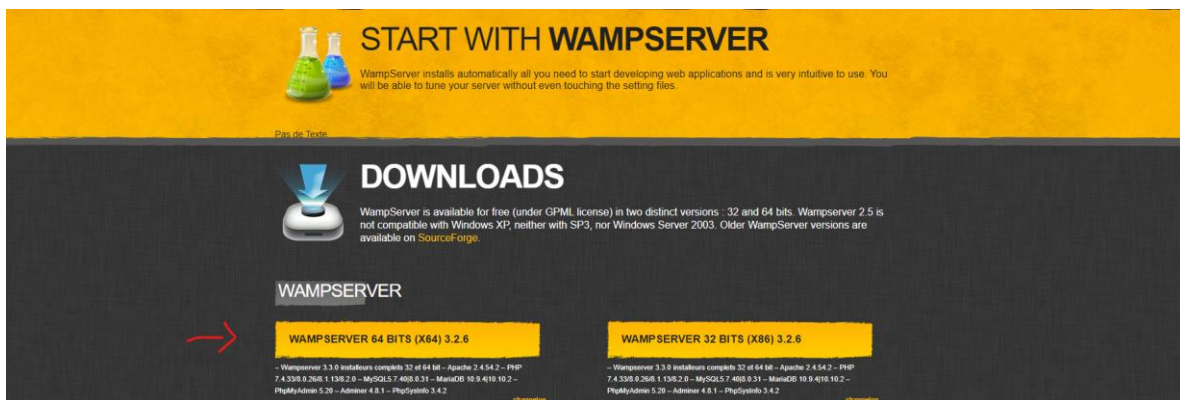 START WITH WAMPSERVER
WampServer installs automatically all you need to start developing web applications and is very intuitive to use. You
will be able to tune your server without even touching the setting files.
Pas de Texte
DOWNLOADS
WampServer is available for free (under GPML license) in two distinct versions : 32 and 64 bits. Wampserver 2.5 is
not compatible with Windows XP, neither with SP3, nor Windows Server 2003. Older WampServer versions are
available on SourceForge.
WAMPSERVER
WAMPSERVER 64 BITS (X64) 3.2.6
– Wampserver 3.3.0 installeurs complets 32 et 64 bit – Apache 2.4.54.2 – PHP
7.4.33/8.0.26/8.1.13/8.2.0 – MySQL5.7.40|8.0.31 – MariaDB 10.9.4|10.10.2 –
PhpMyAdmin 5.20 – Adminer 4.8.1 – PhpSysInfo 3.4.2
WAMPSERVER 32 BITS (X86) 3.2.6
– Wampserver 3.3.0 installeurs complets 32 et 64 bit – Apache 2.4.54.2 – PHP
7.4.33/8.0.26/8.1.13/8.2.0 – MySQL5.7.40|8.0.31 – MariaDB 10.9.4|10.10.2 –
PhpMyAdmin 5.20 – Adminer 4.8.1 – PhpSysInfo 3.4.2